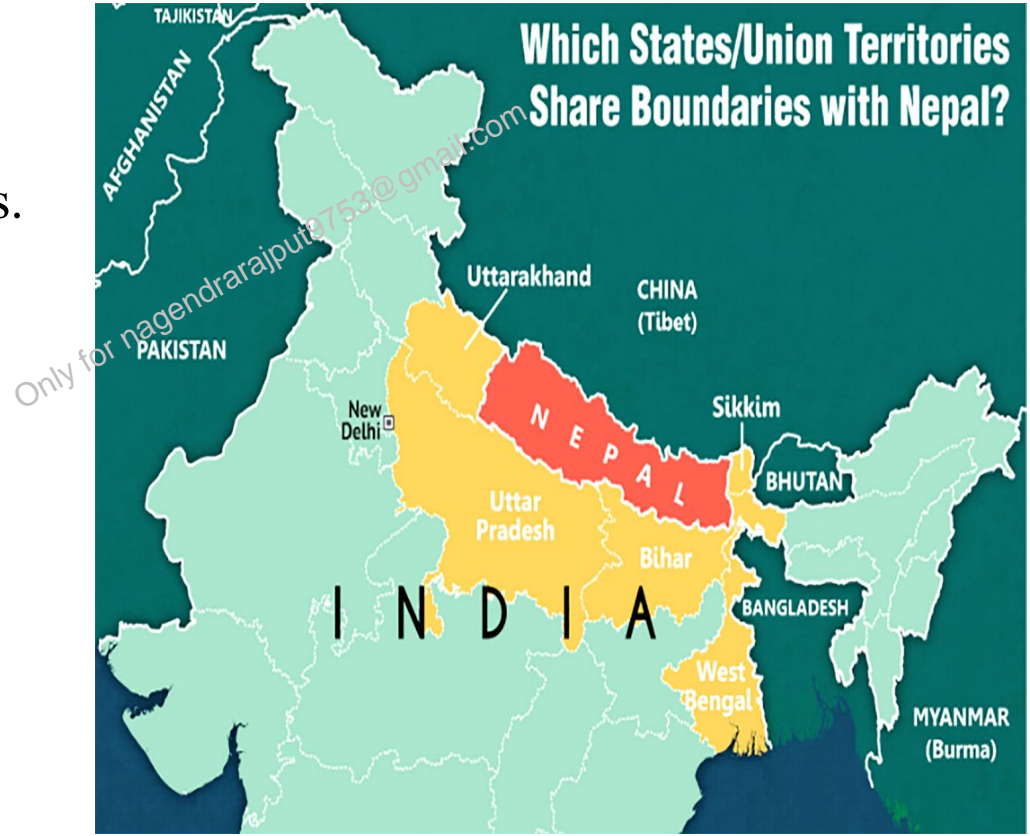 TAJIKISTAN
Which States/Union Territories
Share Boundaries with Nepal?
AFGHANISTAN
s.
Only for nagendrarajput9753@gmail.com
Uttarakhand
CHINA
(Tibet)
PAKISTAN
New
Delhi
NEPAL
Sikkim
BHUTAN
Uttar
Pradesh
Bihar
INDIA
BANGLADESH
West
Bengal
MYANMAR
(Burma)